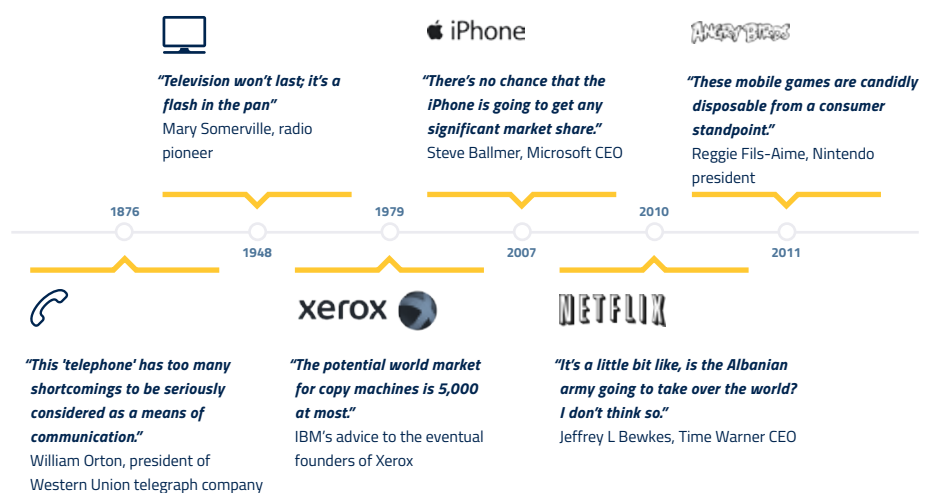 iPhone
ANGRY BIRDS
“Television won’t last; it’s a
flash in the pan”
Mary Somerville, radio
pioneer
“There’s no chance that the
iPhone is going to get any
significant market share.”
Steve Ballmer, Microsoft CEO
“These mobile games are candidly
disposable from a consumer
standpoint.”
Reggie Fils-Aime, Nintendo
president
1876
1979
2010
1948
2007
2011
xerox
NETFLIX
“This 'telephone' has too many
shortcomings to be seriously
considered as a means of
communication.”
William Orton, president of
Western Union telegraph company
“The potential world market
for copy machines is 5,000
at most.”
IBM’s advice to the eventual
founders of Xerox
“It’s a little bit like, is the Albanian
army going to take over the world?
I don’t think so.”
Jeffrey L Bewkes, Time Warner CEO